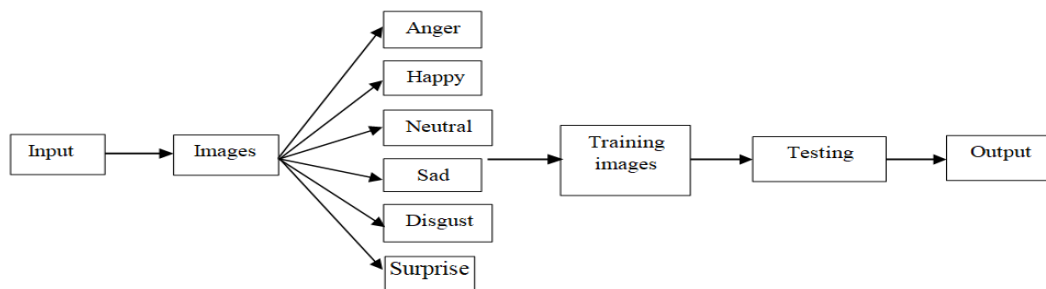 Input
Images
Anger
Happy
Neutral
Sad
Disgust
Surprise
Training
images
Testing
Output